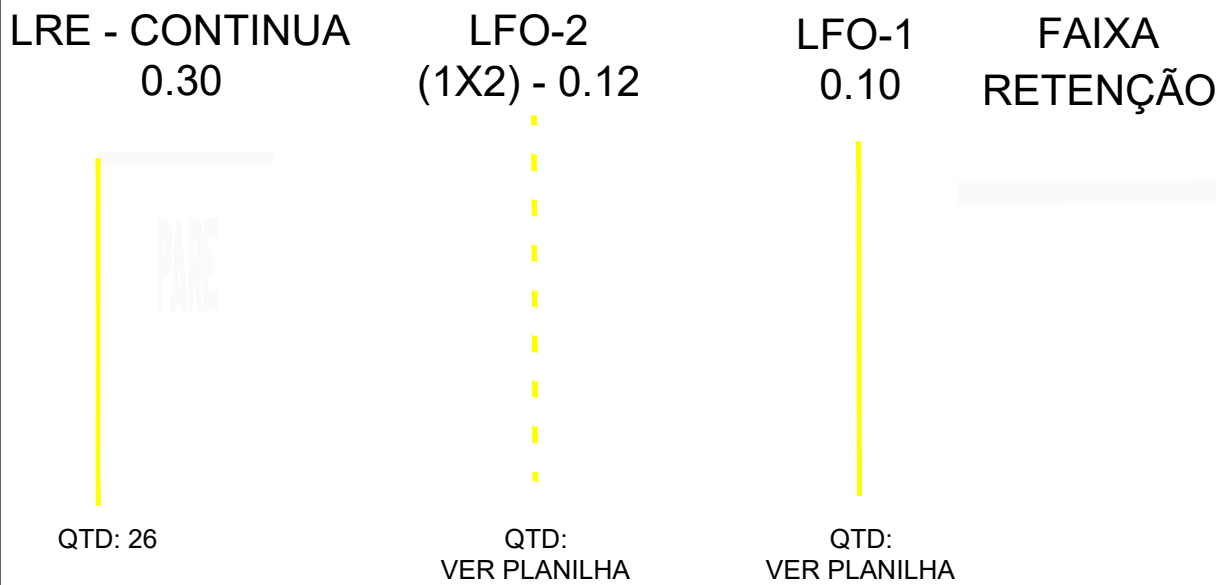 LRE - CONTINUA
0.30
LFO-2
(1X2) - 0.12
LFO-1
0.10
FAIXA
RETENÇÃO
PARE
QTD: 26
QTD:
VER PLANILHA
QTD:
VER PLANILHA